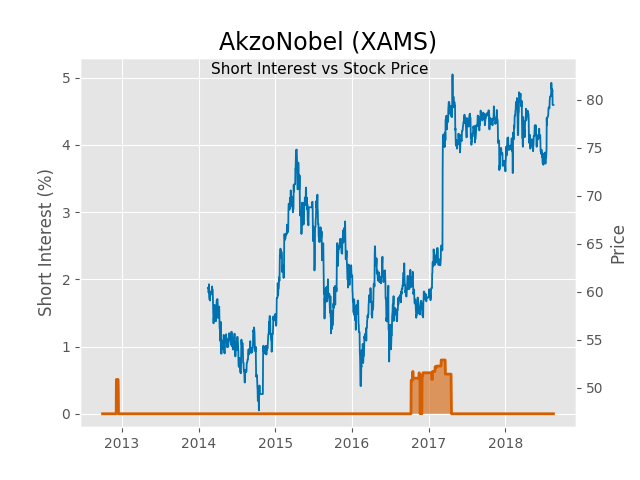 AkzoNobel (XAMS)
Short Interest vs Stock Price
Short Interest (%)
5
4
3
2
1
0
80
75
70
65
60
55
50
Price
2013 2014 2015 2016 2017 2018